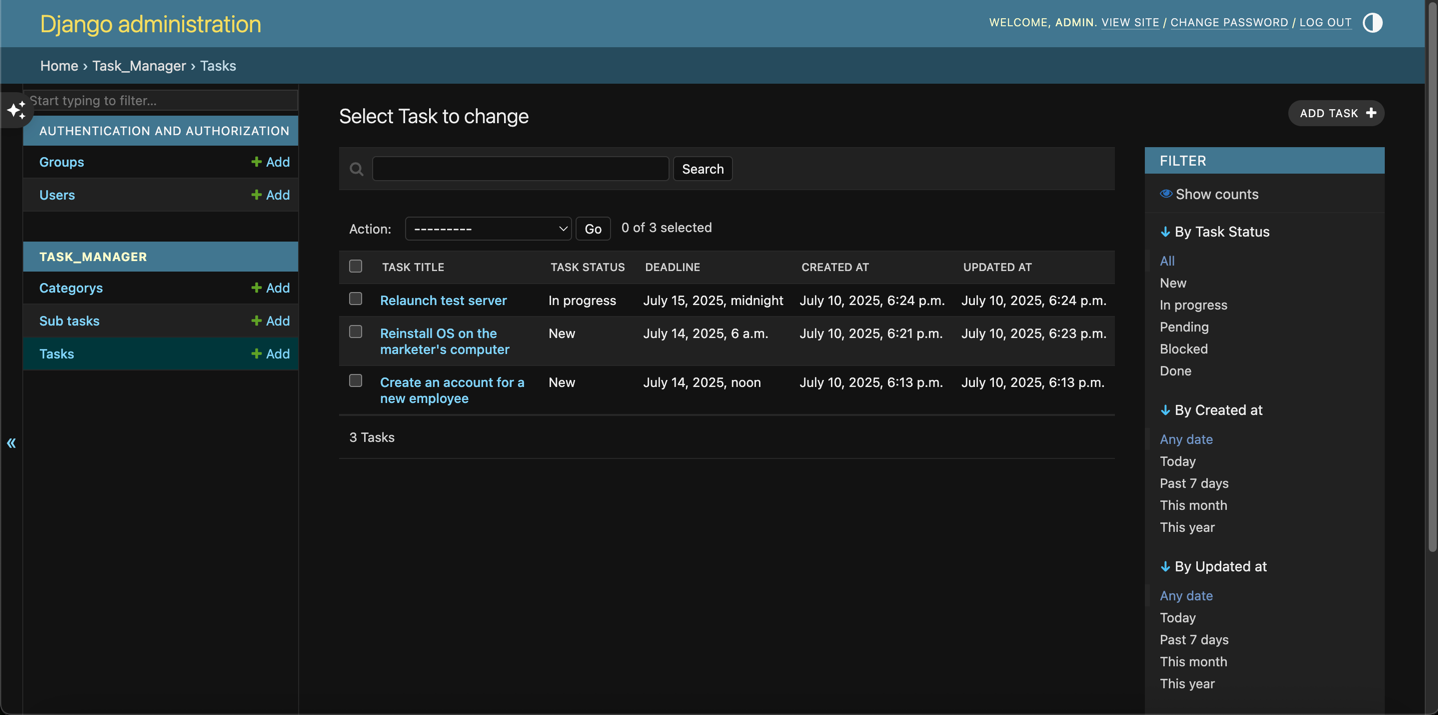 Django administration
WELCOME, ADMIN. VIEW SITE / CHANGE PASSWORD / LOG OUT
Home › Task_Manager › Tasks
Start typing to filter...
AUTHENTICATION AND AUTHORIZATION
Groups + Add
Users + Add
TASK_MANAGER
Categorys + Add
Sub tasks + Add
Tasks + Add
«
Select Task to change
ADD TASK +
Search
Action: --------- Go 0 of 3 selected
TASK TITLE TASK STATUS DEADLINE CREATED AT UPDATED AT
Relaunch test server In progress July 15, 2025, midnight July 10, 2025, 6:24 p.m. July 10, 2025, 6:24 p.m.
Reinstall OS on the New July 14, 2025, 6 a.m. July 10, 2025, 6:21 p.m. July 10, 2025, 6:23 p.m.
marketer's computer
Create an account for a New July 14, 2025, noon July 10, 2025, 6:13 p.m. July 10, 2025, 6:13 p.m.
new employee
3 Tasks
FILTER
Show counts
↓ By Task Status
All
New
In progress
Pending
Blocked
Done
↓ By Created at
Any date
Today
Past 7 days
This month
This year
↓ By Updated at
Any date
Today
Past 7 days
This month
This year